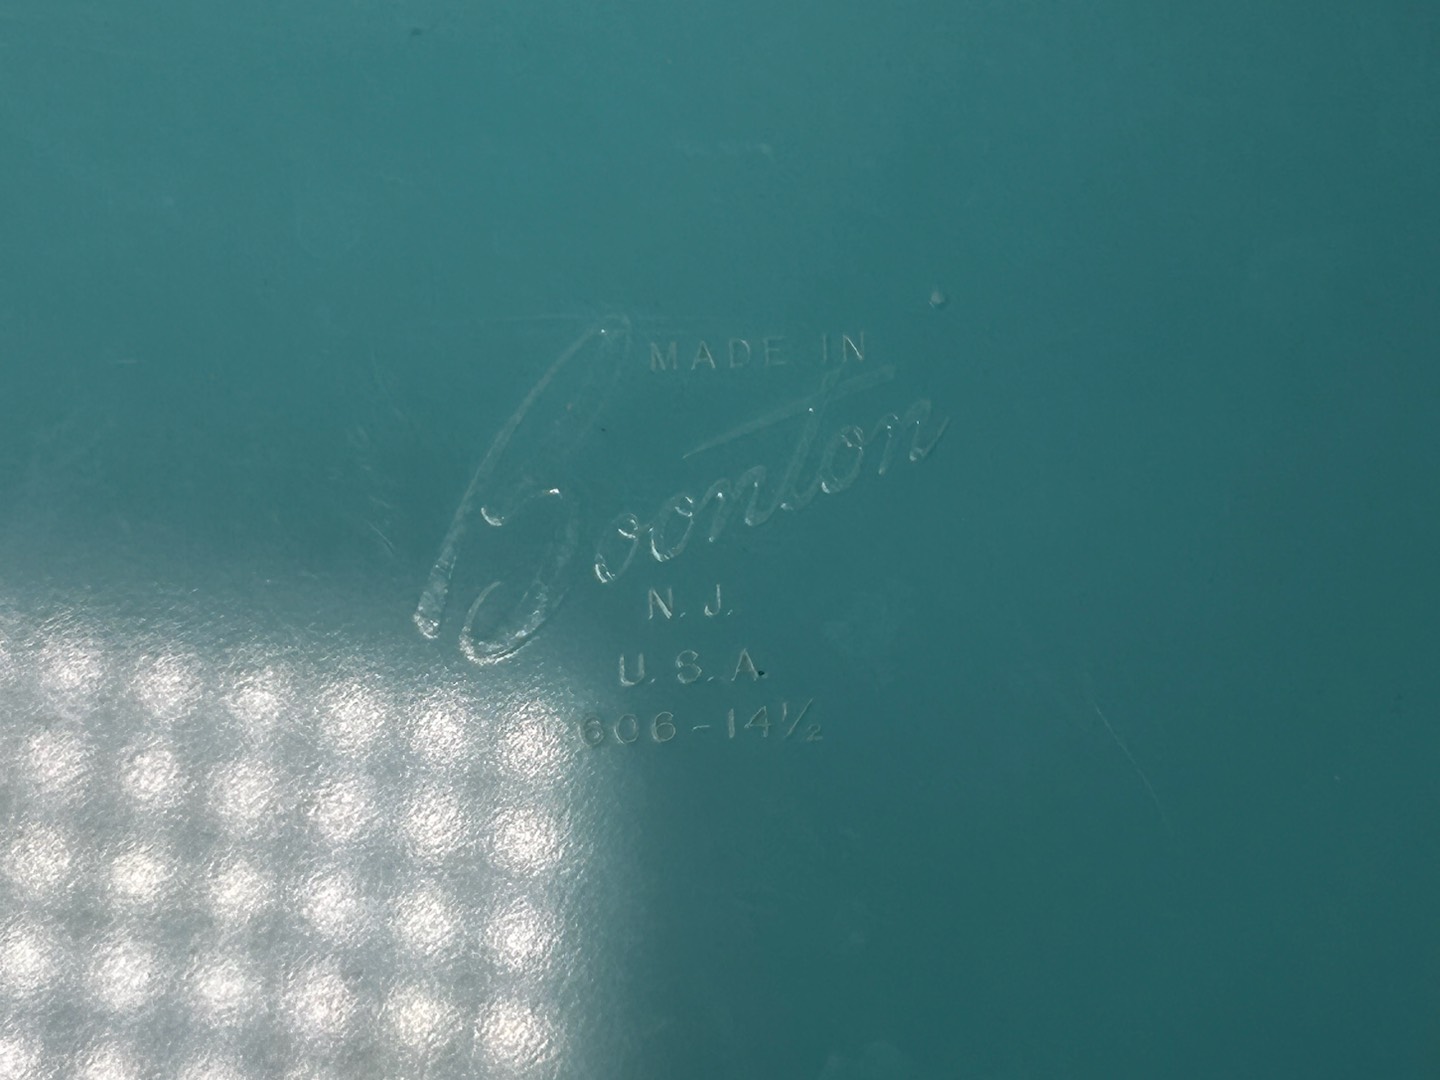 MADE IN
Boonton
N. J.
U. S. A.
606-14½